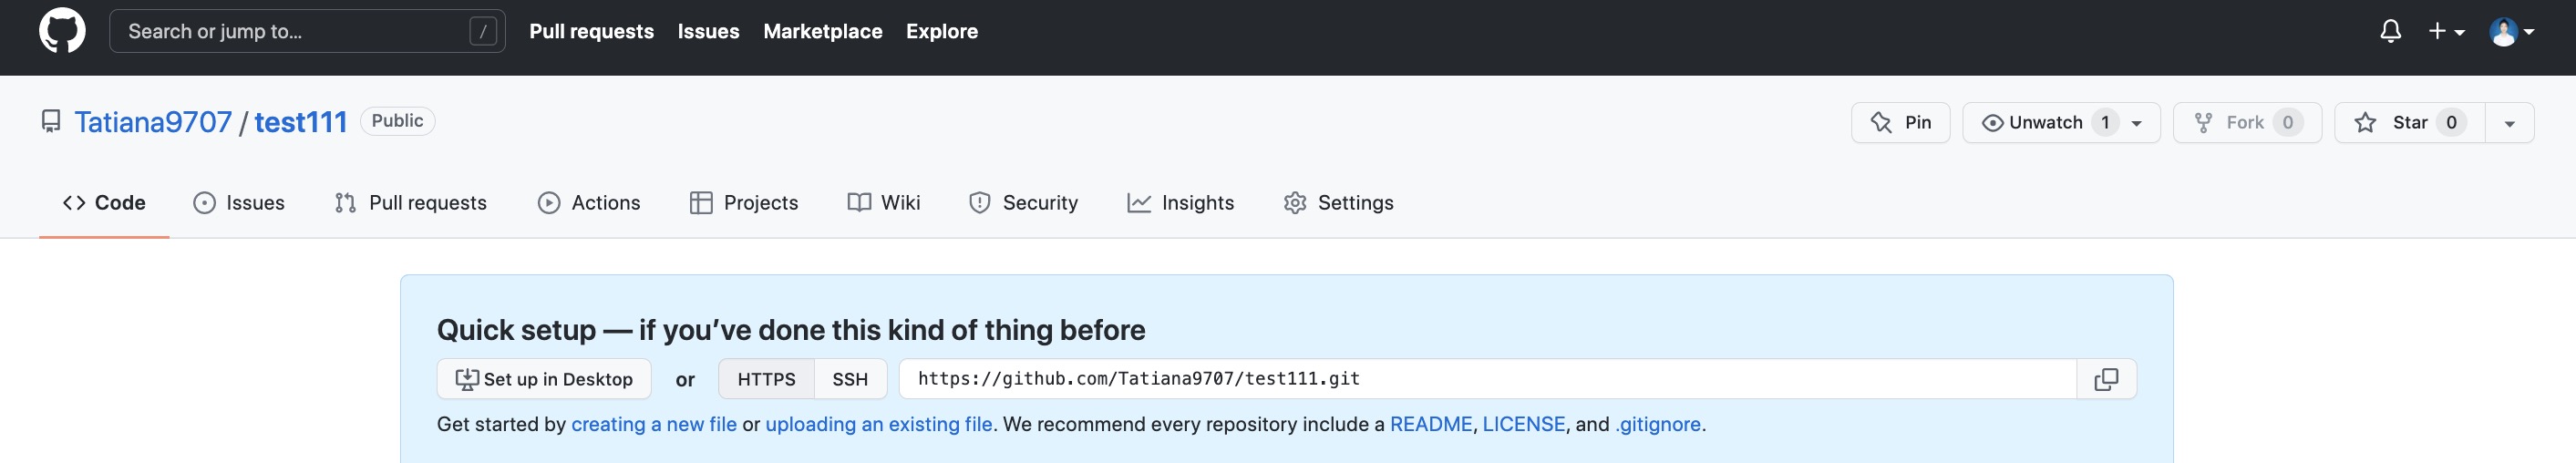 Search or jump to... / Pull requests Issues Marketplace Explore
Tatiana9707 / test111 Public Pin Unwatch 1 Fork 0 Star 0
<> Code Issues Pull requests Actions Projects Wiki Security Insights Settings
Quick setup — if you’ve done this kind of thing before
Set up in Desktop or HTTPS SSH https://github.com/Tatiana9707/test111.git
Get started by creating a new file or uploading an existing file. We recommend every repository include a README, LICENSE, and .gitignore.